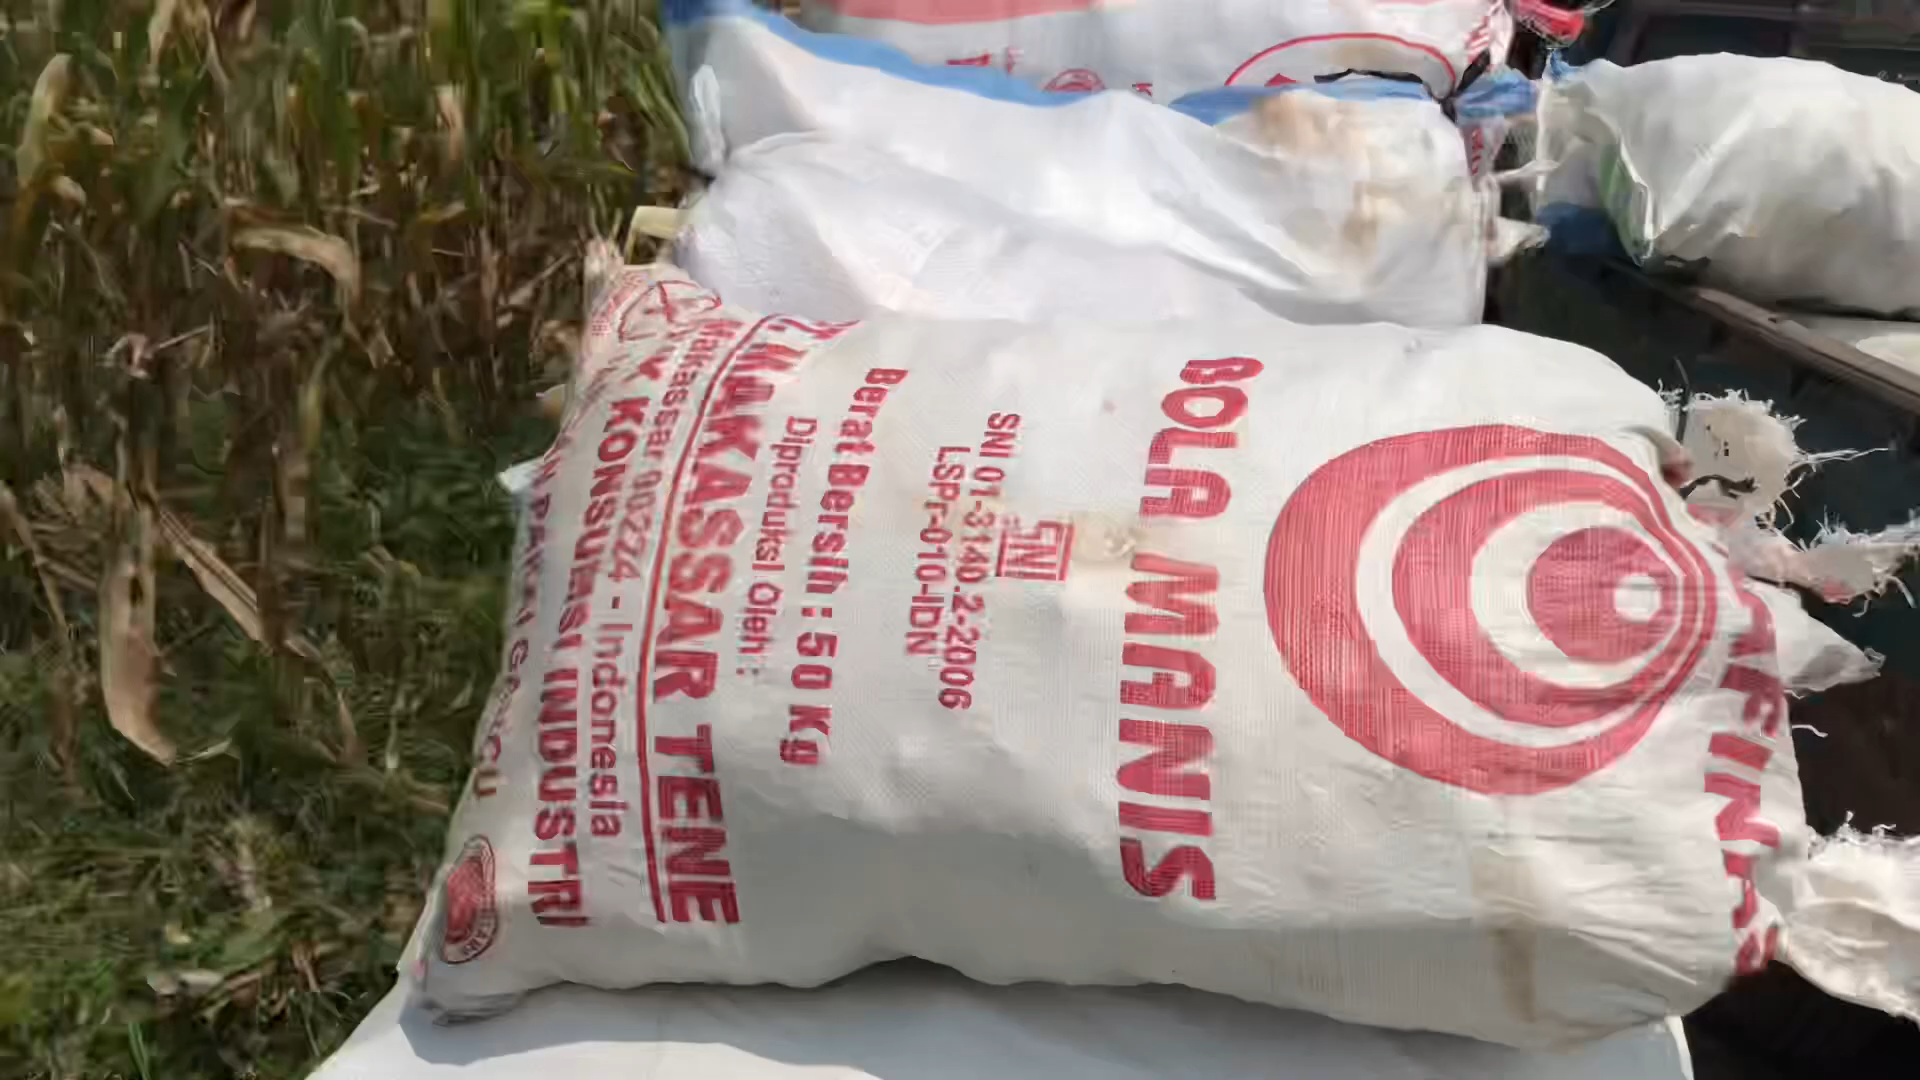 BOLA MANIS
SNI
SNI 01-3140.2-2006
LSPr-010-IDN
Berat Bersih : 50 Kg
Diproduksi Oleh :
MAKASSAR TENE
Makassar 90224 - Indonesia
KONSUMSI INDUSTRI